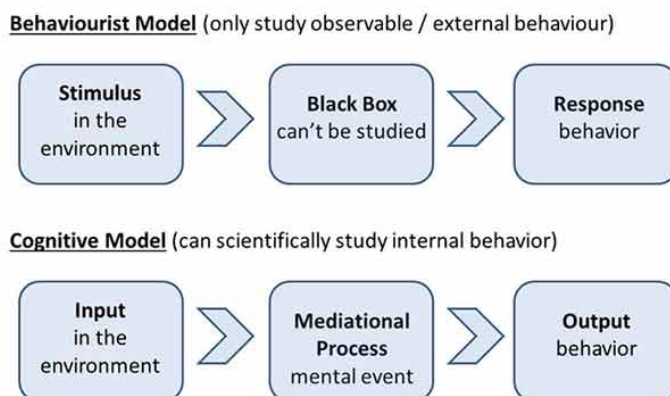 Behaviourist Model (only study observable / external behaviour)
Stimulus
in the
environment
Black Box
can't be studied
Response
behavior
Cognitive Model (can scientifically study internal behavior)
Input
in the
environment
Mediational
Process
mental event
Output
behavior